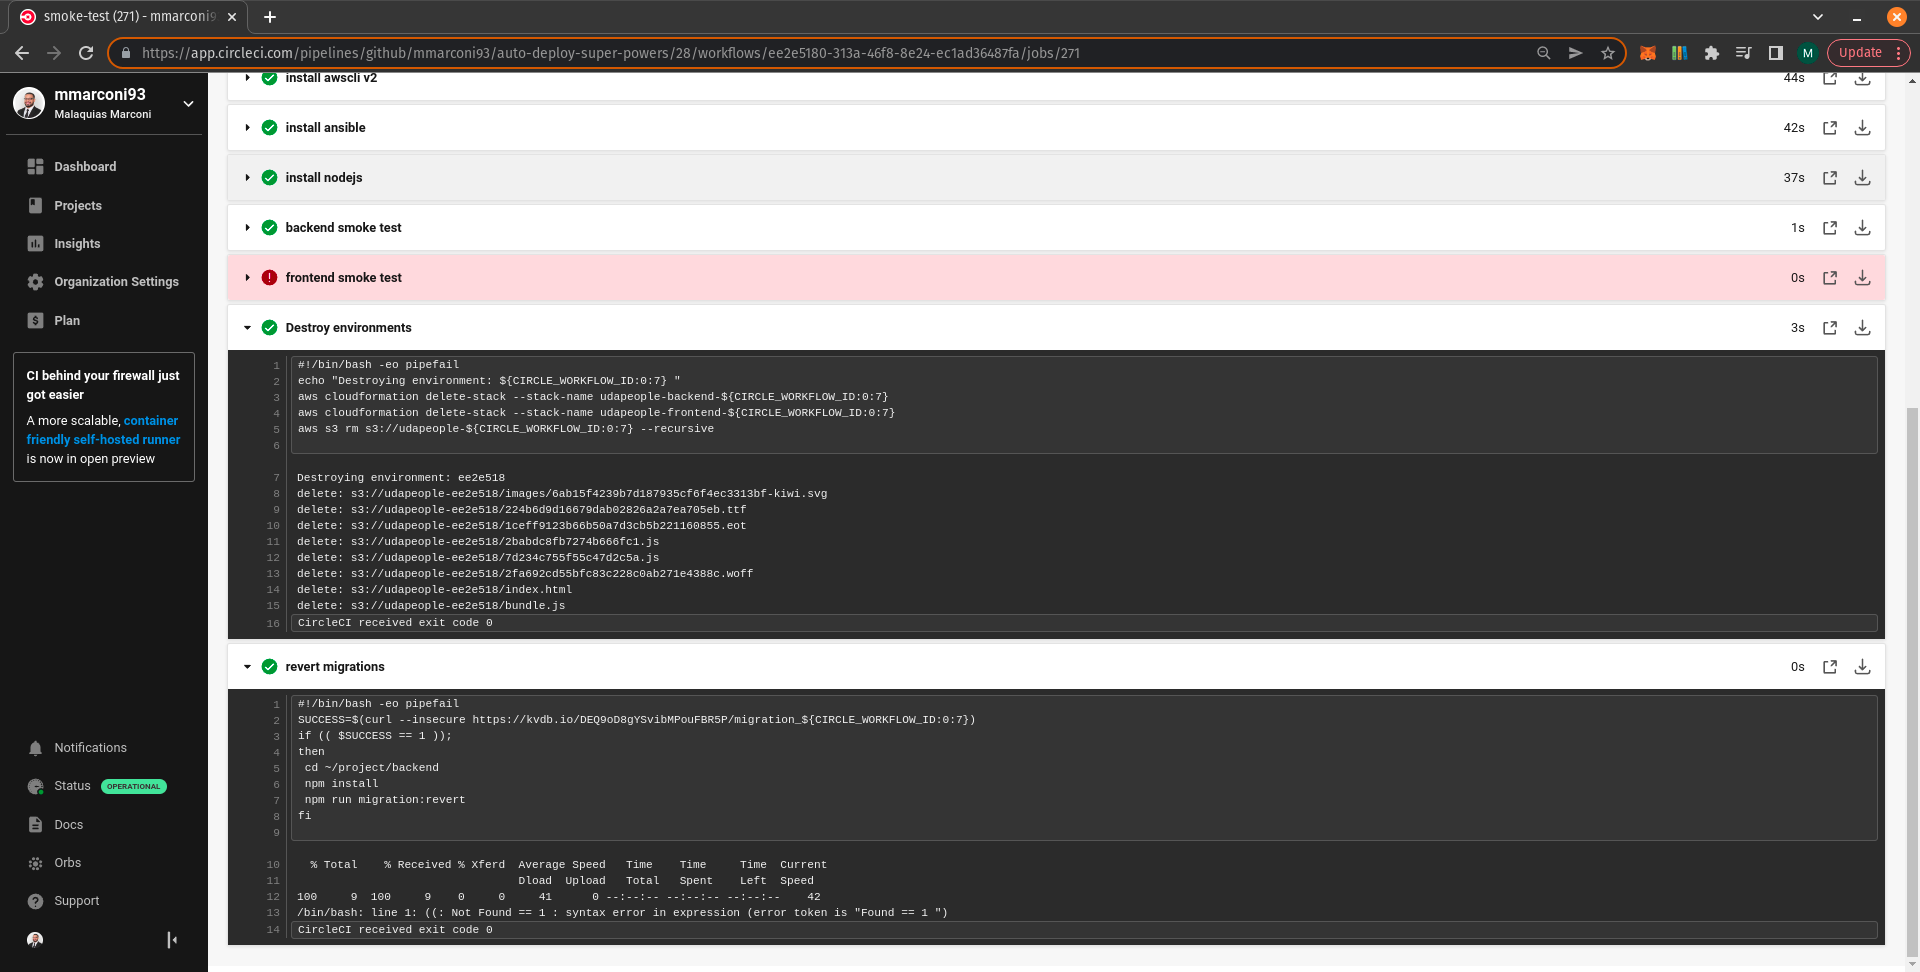 smoke-test (271) - mmarconi9
https://app.circleci.com/pipelines/github/mmarconi93/auto-deploy-super-powers/28/workflows/ee2e5180-313a-46f8-8e24-ec1ad36487fa/jobs/271
M
Update
mmarconi93
Malaquias Marconi
Dashboard
Projects
Insights
Organization Settings
Plan
CI behind your firewall just
got easier
A more scalable, container
friendly self-hosted runner
is now in open preview
Notifications
Status OPERATIONAL
Docs
Orbs
Support
install awscli v2 44s
install ansible 42s
install nodejs 37s
backend smoke test 1s
frontend smoke test 0s
Destroy environments 3s
1 #!/bin/bash -eo pipefail
2 echo "Destroying environment: ${CIRCLE_WORKFLOW_ID:0:7} "
3 aws cloudformation delete-stack --stack-name udapeople-backend-${CIRCLE_WORKFLOW_ID:0:7}
4 aws cloudformation delete-stack --stack-name udapeople-frontend-${CIRCLE_WORKFLOW_ID:0:7}
5 aws s3 rm s3://udapeople-${CIRCLE_WORKFLOW_ID:0:7} --recursive
6
7 Destroying environment: ee2e518
8 delete: s3://udapeople-ee2e518/images/6ab15f4239b7d187935cf6f4ec3313bf-kiwi.svg
9 delete: s3://udapeople-ee2e518/224b6d9d16679dab02826a2a7ea705eb.ttf
10 delete: s3://udapeople-ee2e518/1ceff9123b66b50a7d3cb5b221160855.eot
11 delete: s3://udapeople-ee2e518/2babdc8fb7274b666fc1.js
12 delete: s3://udapeople-ee2e518/7d234c755f55c47d2c5a.js
13 delete: s3://udapeople-ee2e518/2fa692cd55bfc83c228c0ab271e4388c.woff
14 delete: s3://udapeople-ee2e518/index.html
15 delete: s3://udapeople-ee2e518/bundle.js
16 CircleCI received exit code 0
revert migrations 0s
1 #!/bin/bash -eo pipefail
2 SUCCESS=$(curl --insecure https://kvdb.io/DEQ9oD8gYSvibMPouFBR5P/migration_${CIRCLE_WORKFLOW_ID:0:7})
3 if (( $SUCCESS == 1 ));
4 then
5 cd ~/project/backend
6 npm install
7 npm run migration:revert
8 fi
9
10 % Total % Received % Xferd Average Speed Time Time Time Current
11 Dload Upload Total Spent Left Speed
12 100 9 100 9 0 0 41 0 --:--:-- --:--:-- --:--:-- 42
13 /bin/bash: line 1: ((: Not Found == 1 : syntax error in expression (error token is "Found == 1 ")
14 CircleCI received exit code 0